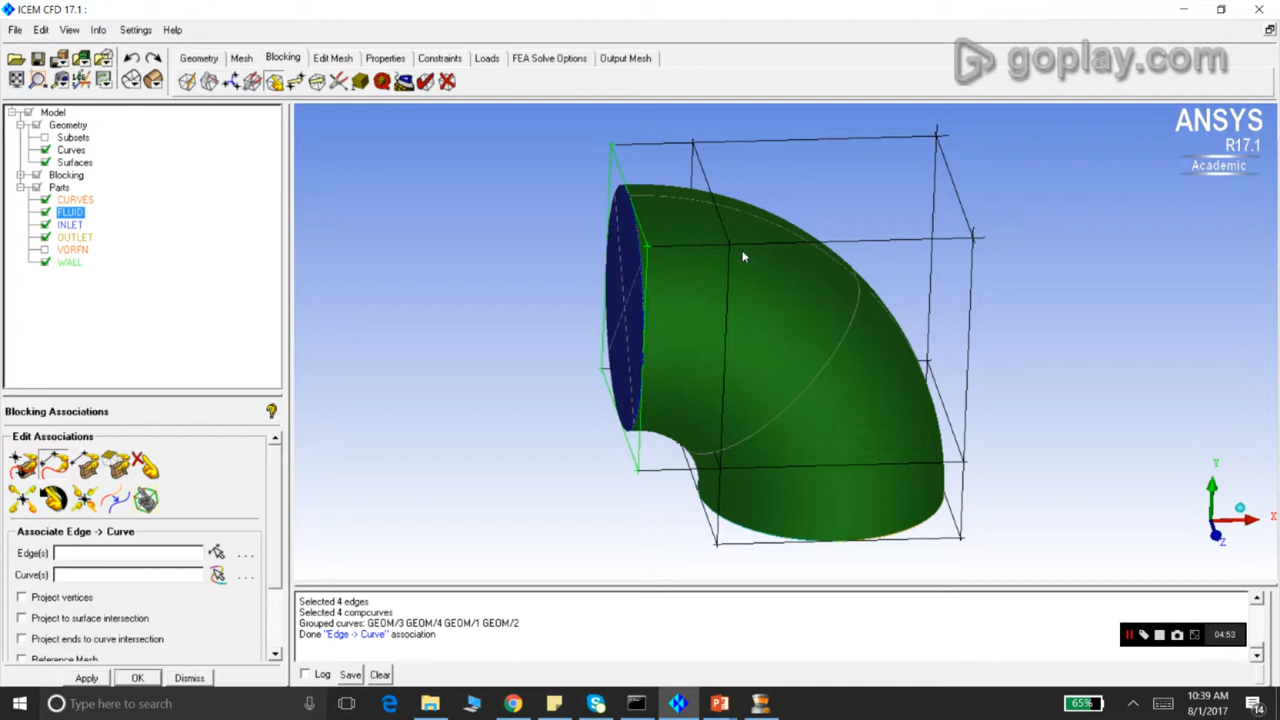 ICEM CFD 17.1 :
File Edit View Info Settings Help
Geometry Mesh Blocking Edit Mesh Properties Constraints Loads FEA Solve Options Output Mesh
goplay.com
Model
Geometry
Subsets
Curves
Surfaces
Blocking
Parts
CURVES
FLUID
INLET
OUTLET
VORFN
WALL
ANSYS
R17.1
Academic
Blocking Associations
Edit Associations
Associate Edge -> Curve
Edge(s)
Curve(s)
Project vertices
Project to surface intersection
Project ends to curve intersection
Reference Mesh
Apply OK Dismiss
Y
X
Z
Selected 4 edges
Selected 4 compcurves
Grouped curves: GEOM/3 GEOM/4 GEOM/1 GEOM/2
Done "Edge -> Curve" association
Log Save Clear
04:53
Type here to search
65%
10:39 AM
8/1/2017
14